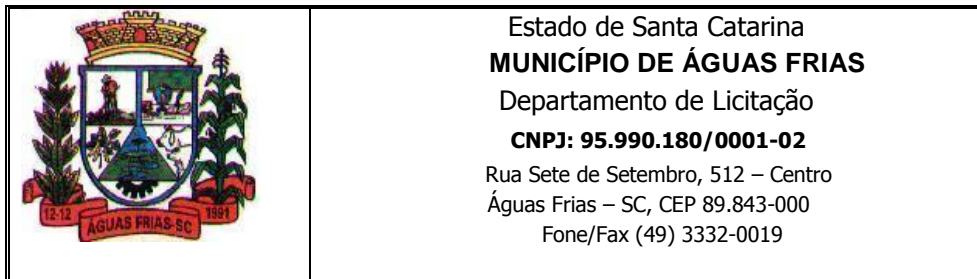 12-12
ÁGUAS FRIAS-SC
1991
Estado de Santa Catarina
MUNICÍPIO DE ÁGUAS FRIAS
Departamento de Licitação
CNPJ: 95.990.180/0001-02
Rua Sete de Setembro, 512 – Centro
Águas Frias – SC, CEP 89.843-000
Fone/Fax (49) 3332-0019